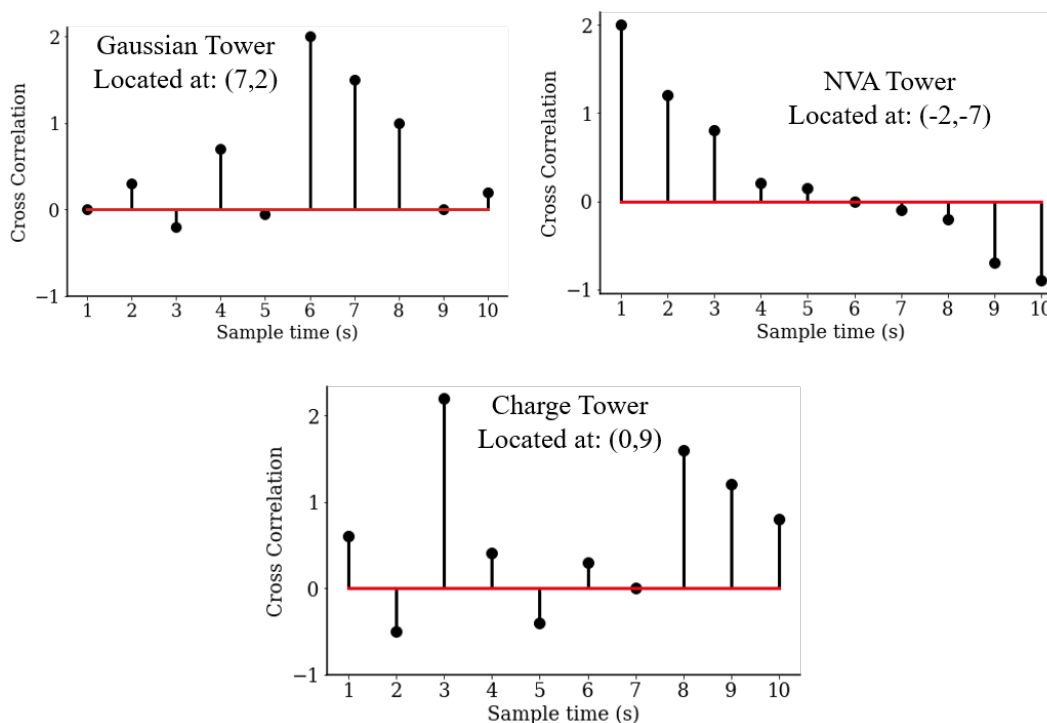 Gaussian Tower
Located at: (7,2)
Cross Correlation
2
1
0
−1
1 2 3 4 5 6 7 8 9 10
Sample time (s)
NVA Tower
Located at: (-2,-7)
Cross Correlation
2
1
0
−1
1 2 3 4 5 6 7 8 9 10
Sample time (s)
Charge Tower
Located at: (0,9)
Cross Correlation
2
1
0
−1
1 2 3 4 5 6 7 8 9 10
Sample time (s)